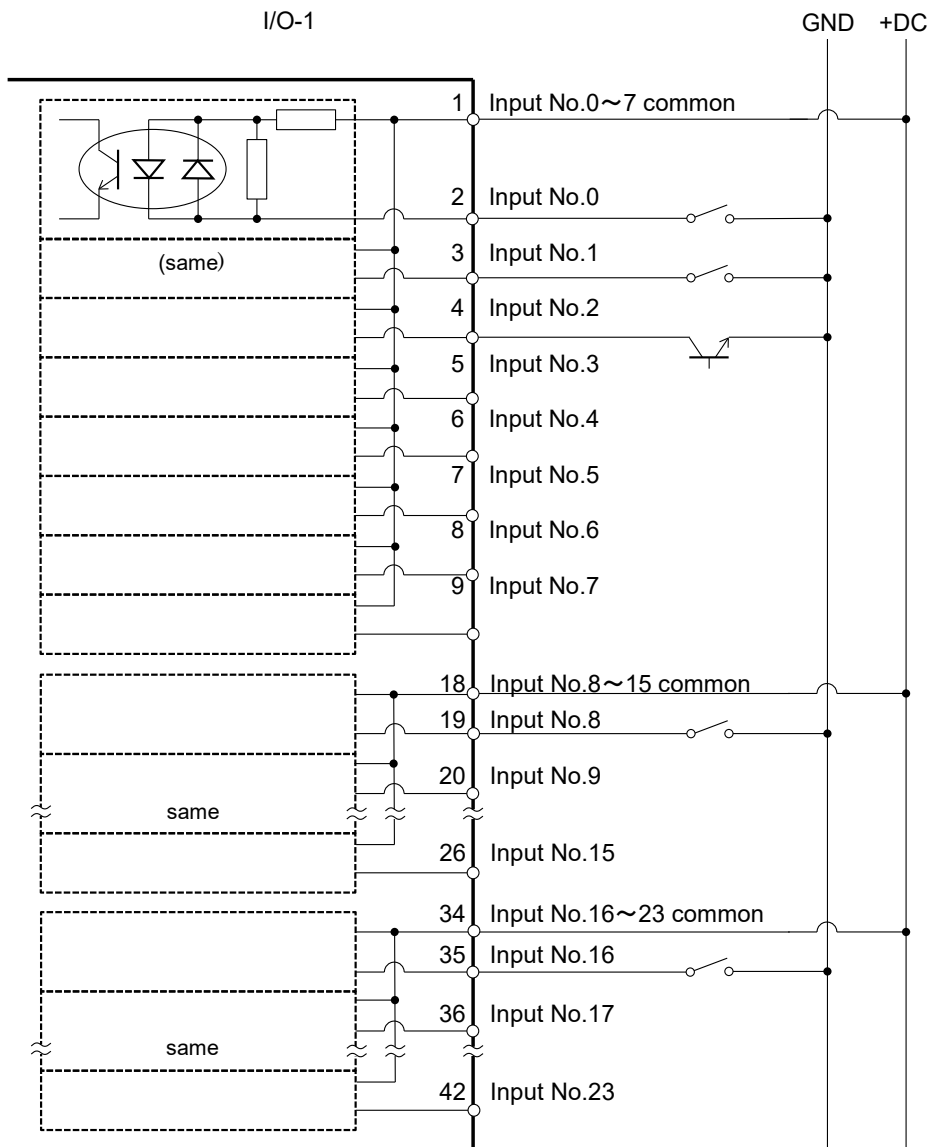 I/O-1 GND +DC
1 Input No.0～7 common
2 Input No.0
(same)
3 Input No.1
4 Input No.2
5 Input No.3
6 Input No.4
7 Input No.5
8 Input No.6
9 Input No.7
18 Input No.8～15 common
19 Input No.8
20 Input No.9
same
26 Input No.15
34 Input No.16～23 common
35 Input No.16
36 Input No.17
same
42 Input No.23